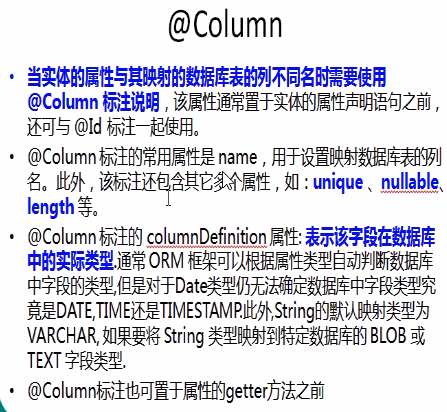 @Column
• 当实体的属性与其映射的数据库表的列不同名时需要使用
@Column 标注说明，该属性通常置于实体的属性声明语句之前，
还可与 @Id 标注一起使用。
• @Column 标注的常用属性是 name，用于设置映射数据库表的列
名。此外，该标注还包含其它多个属性，如：unique 、nullable、
length 等。
• @Column 标注的 columnDefinition 属性: 表示该字段在数据库
中的实际类型.通常 ORM 框架可以根据属性类型自动判断数据库
中字段的类型,但是对于Date类型仍无法确定数据库中字段类型究
竟是DATE,TIME还是TIMESTAMP.此外,String的默认映射类型为
VARCHAR, 如果要将 String 类型映射到特定数据库的 BLOB 或
TEXT 字段类型.
• @Column标注也可置于属性的getter方法之前